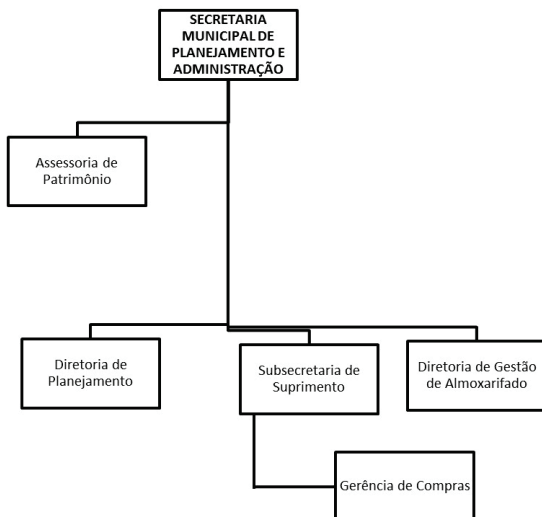 SECRETARIA
MUNICIPAL DE
PLANEJAMENTO E
ADMINISTRAÇÃO
Assessoria de
Patrimônio
Diretoria de
Planejamento
Subsecretaria de
Suprimento
Diretoria de Gestão
de Almoxarifado
Gerência de Compras